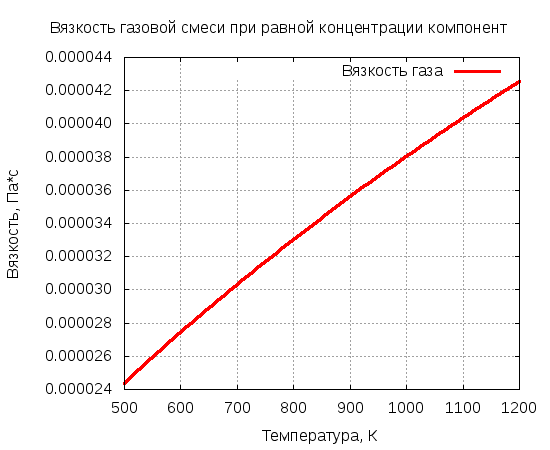 Вязкость газовой смеси при равной концентрации компонент
Вязкость газа
0.000044
0.000042
0.000040
0.000038
0.000036
0.000034
0.000032
0.000030
0.000028
0.000026
0.000024
Вязкость, Па*с
500 600 700 800 900 1000 1100 1200
Температура, К